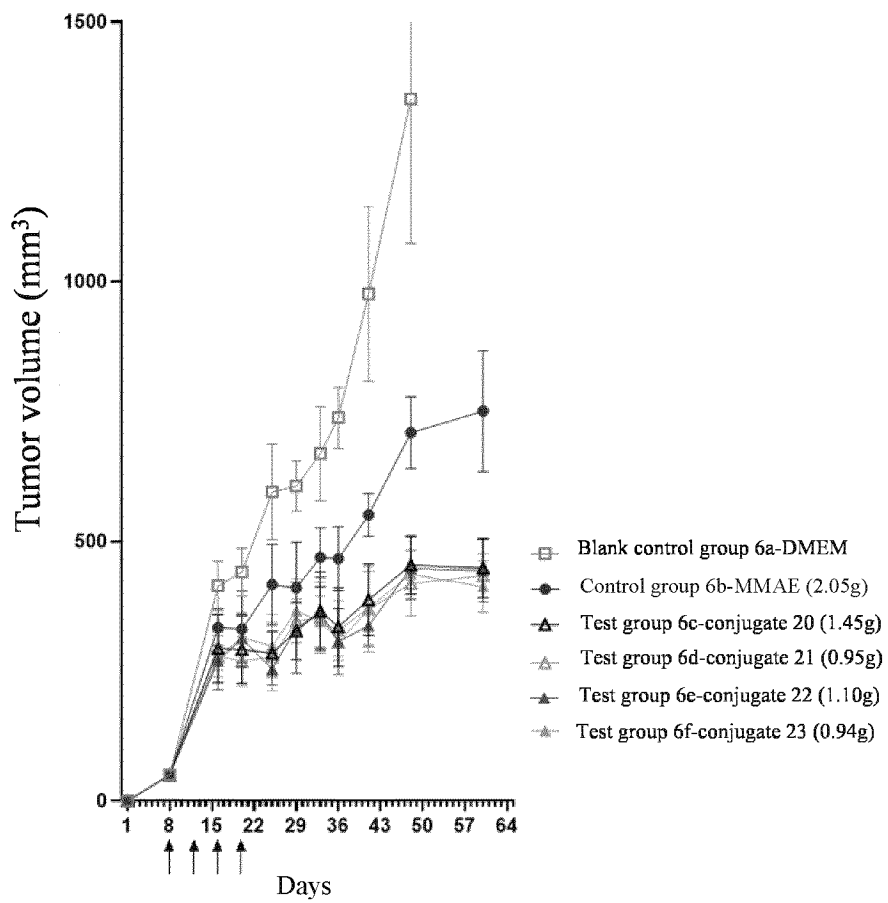 1500
1000
500
0
Tumor volume (mm³)
1 8 15 22 29 36 43 50 57 64
Days
Blank control group 6a-DMEM
Control group 6b-MMAE (2.05g)
Test group 6c-conjugate 20 (1.45g)
Test group 6d-conjugate 21 (0.95g)
Test group 6e-conjugate 22 (1.10g)
Test group 6f-conjugate 23 (0.94g)